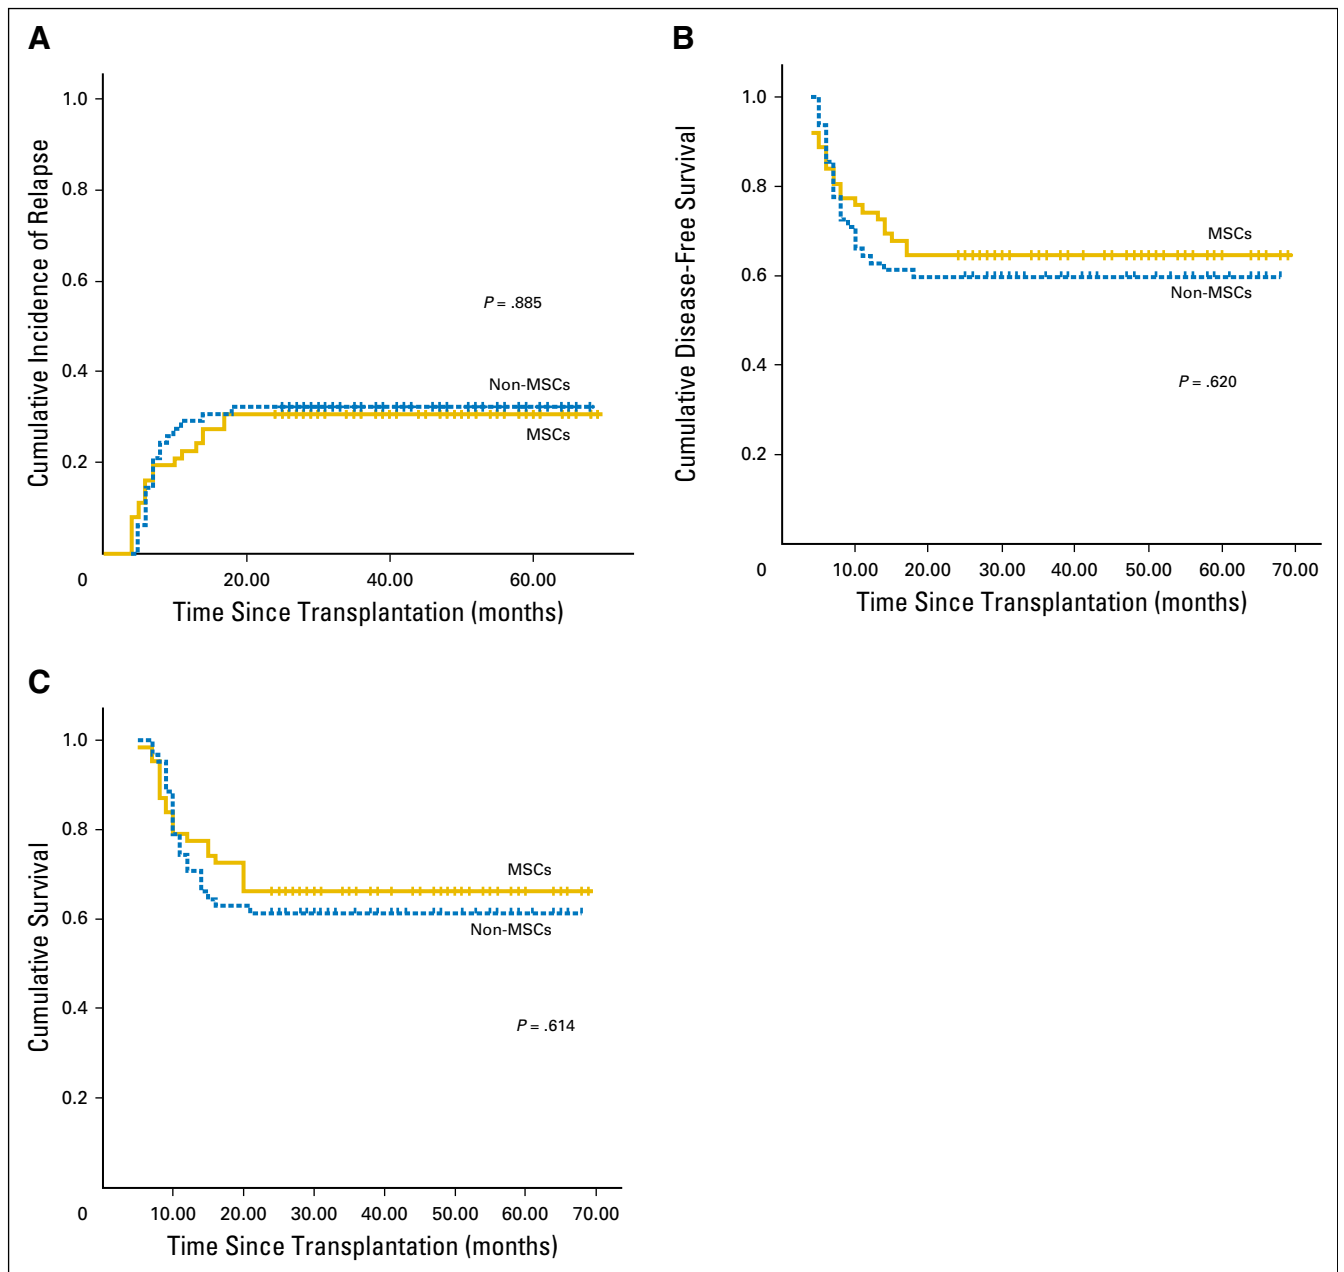 A
Cumulative Incidence of Relapse
1.0
0.8
0.6
0.4
0.2
P = .885
Non-MSCs
MSCs
0 20.00 40.00 60.00
Time Since Transplantation (months)
B
Cumulative Disease-Free Survival
1.0
0.8
0.6
0.4
0.2
MSCs
Non-MSCs
P = .620
0 10.00 20.00 30.00 40.00 50.00 60.00 70.00
Time Since Transplantation (months)
C
Cumulative Survival
1.0
0.8
0.6
0.4
0.2
MSCs
Non-MSCs
P = .614
0 10.00 20.00 30.00 40.00 50.00 60.00 70.00
Time Since Transplantation (months)